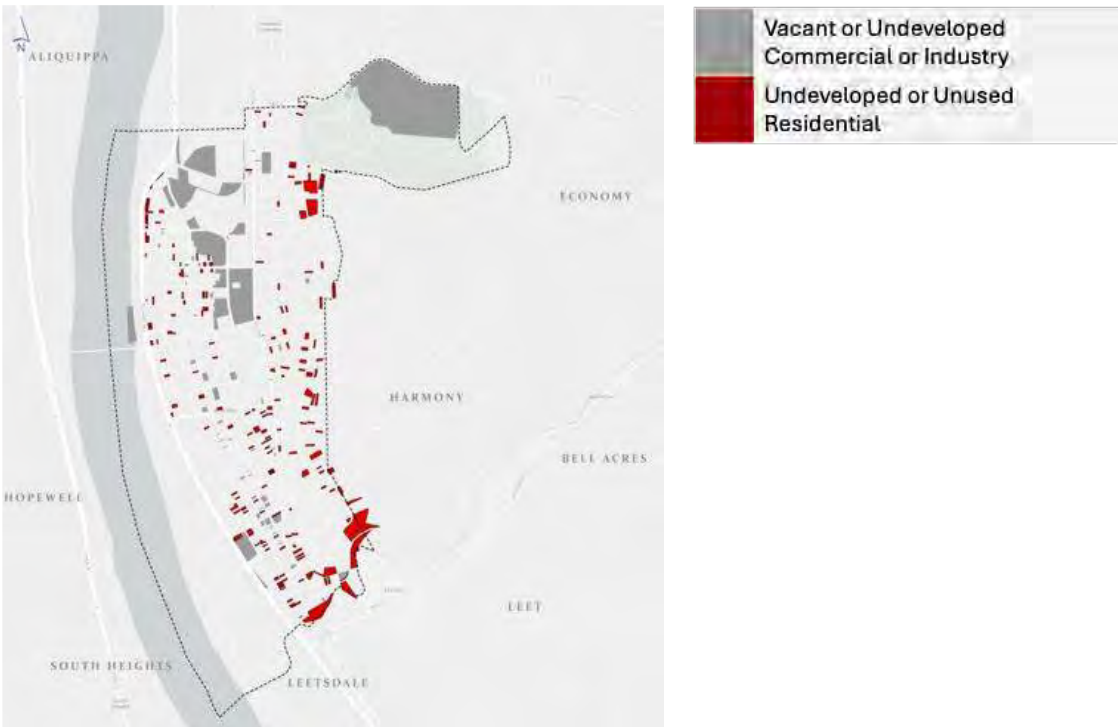 N
ALIQUIPPA
ECONOMY
HARMONY
BELL ACRES
HOPEWELL
LEET
SOUTH HEIGHTS
LEETSDALE
Vacant or Undeveloped
Commercial or Industry
Undeveloped or Unused
Residential